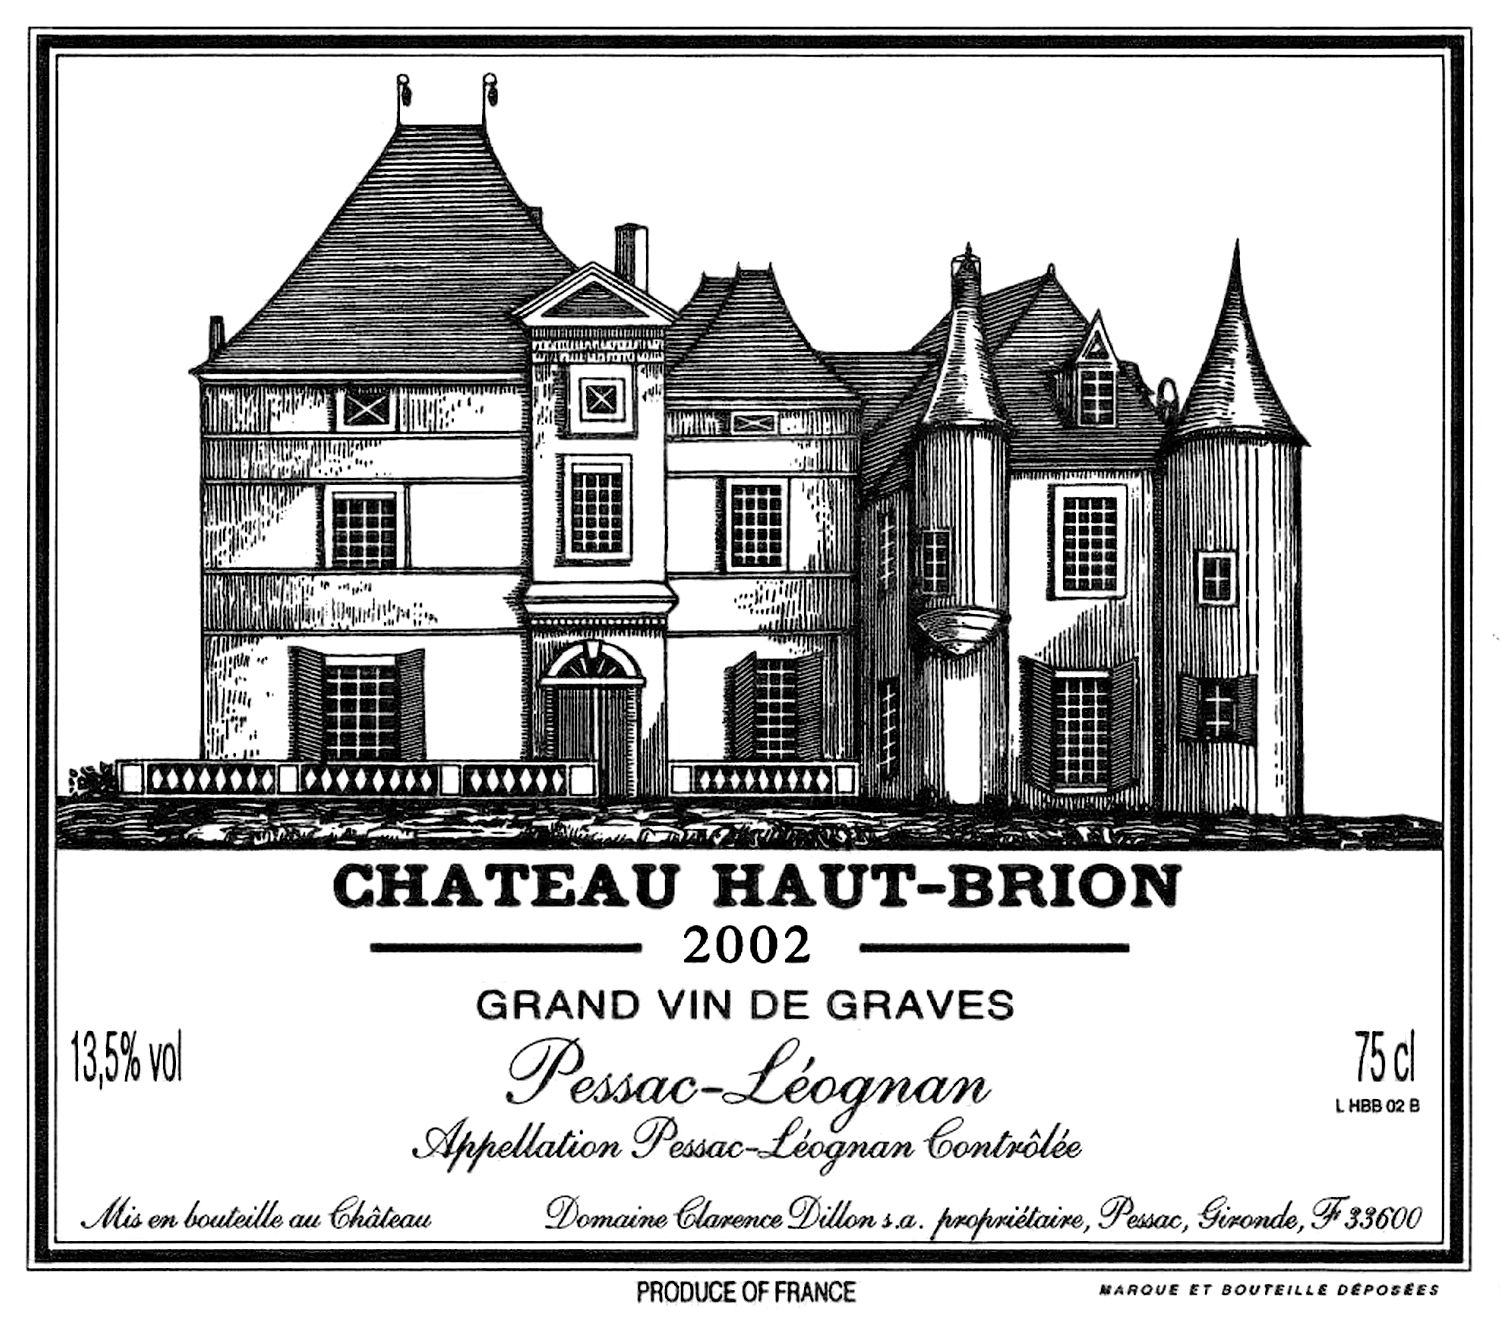 CHATEAU HAUT-BRION
2002
GRAND VIN DE GRAVES
13,5% vol
75 cl
L HBB 02 B
Pessac-Léognan
Appellation Pessac-Léognan Contrôlée
Mis en bouteille au Château
Domaine Clarence Dillon s.a. propriétaire, Pessac, Gironde, F 33600
PRODUCE OF FRANCE
MARQUE ET BOUTEILLE DÉPOSÉES